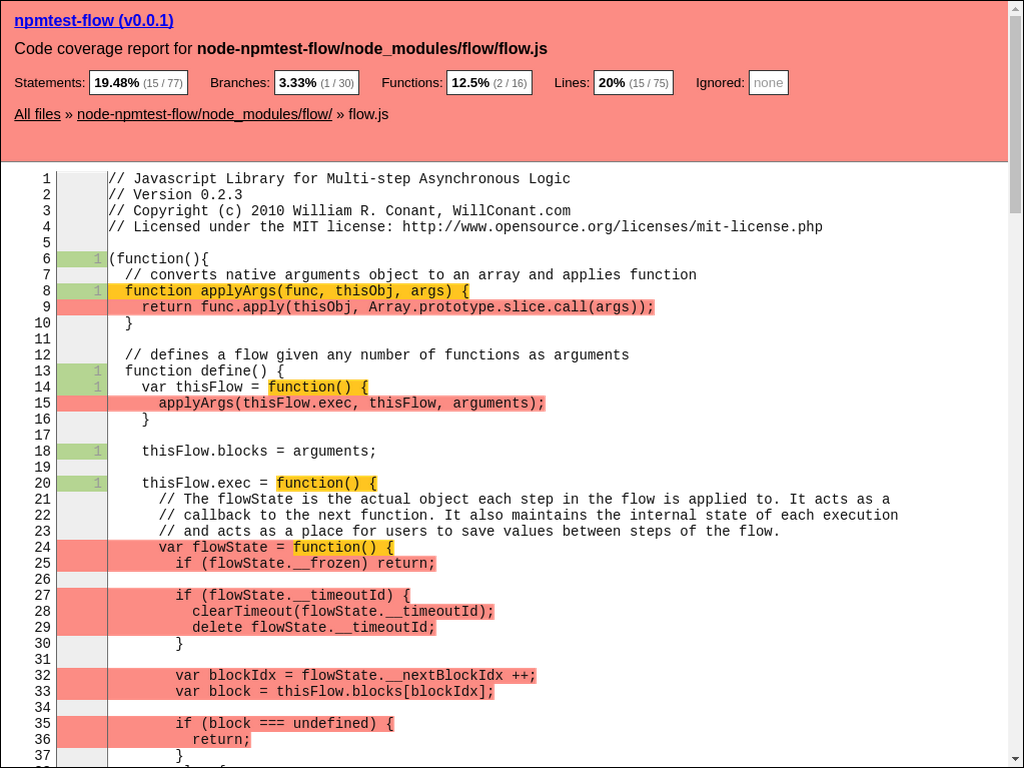 npmtest-flow (v0.0.1)
Code coverage report for node-npmtest-flow/node_modules/flow/flow.js
Statements: 19.48% (15 / 77) Branches: 3.33% (1 / 30) Functions: 12.5% (2 / 16) Lines: 20% (15 / 75) Ignored: none
All files » node-npmtest-flow/node_modules/flow/ » flow.js
1 // Javascript Library for Multi-step Asynchronous Logic
2 // Version 0.2.3
3 // Copyright (c) 2010 William R. Conant, WillConant.com
4 // Licensed under the MIT license: http://www.opensource.org/licenses/mit-license.php
5
6 1 (function(){
7 // converts native arguments object to an array and applies function
8 1 function applyArgs(func, thisObj, args) {
9 return func.apply(thisObj, Array.prototype.slice.call(args));
10 }
11
12 // defines a flow given any number of functions as arguments
13 1 function define() {
14 1 var thisFlow = function() {
15 applyArgs(thisFlow.exec, thisFlow, arguments);
16 }
17
18 1 thisFlow.blocks = arguments;
19
20 1 thisFlow.exec = function() {
21 // The flowState is the actual object each step in the flow is applied to. It acts as a
22 // callback to the next function. It also maintains the internal state of each execution
23 // and acts as a place for users to save values between steps of the flow.
24 var flowState = function() {
25 if (flowState.__frozen) return;
26
27 if (flowState.__timeoutId) {
28 clearTimeout(flowState.__timeoutId);
29 delete flowState.__timeoutId;
30 }
31
32 var blockIdx = flowState.__nextBlockIdx ++;
33 var block = thisFlow.blocks[blockIdx];
34
35 if (block === undefined) {
36 return;
37 }